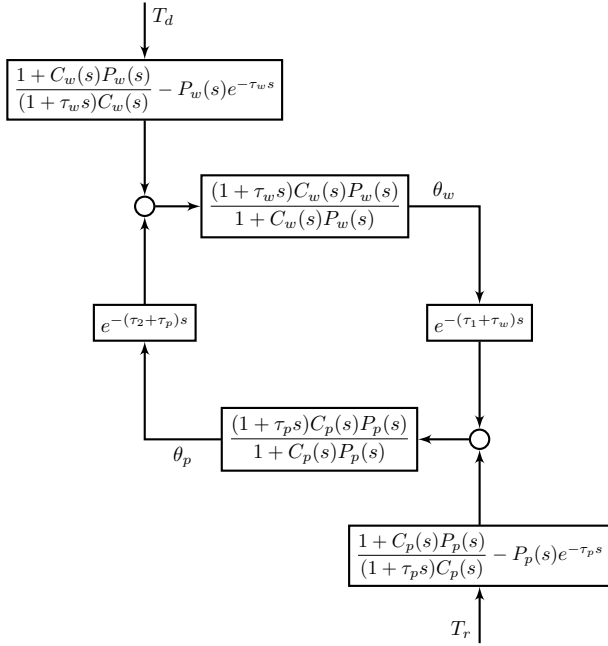 T_d
\frac{1 + C_w(s)P_w(s)}{(1 + \tau_w s)C_w(s)} - P_w(s)e^{-\tau_w s}
\frac{(1 + \tau_w s)C_w(s)P_w(s)}{1 + C_w(s)P_w(s)}
θ_w
e^{-(\tau_2+\tau_p)s}
e^{-(\tau_1+\tau_w)s}
\frac{(1 + \tau_p s)C_p(s)P_p(s)}{1 + C_p(s)P_p(s)}
θ_p
\frac{1 + C_p(s)P_p(s)}{(1 + \tau_p s)C_p(s)} - P_p(s)e^{-\tau_p s}
T_r